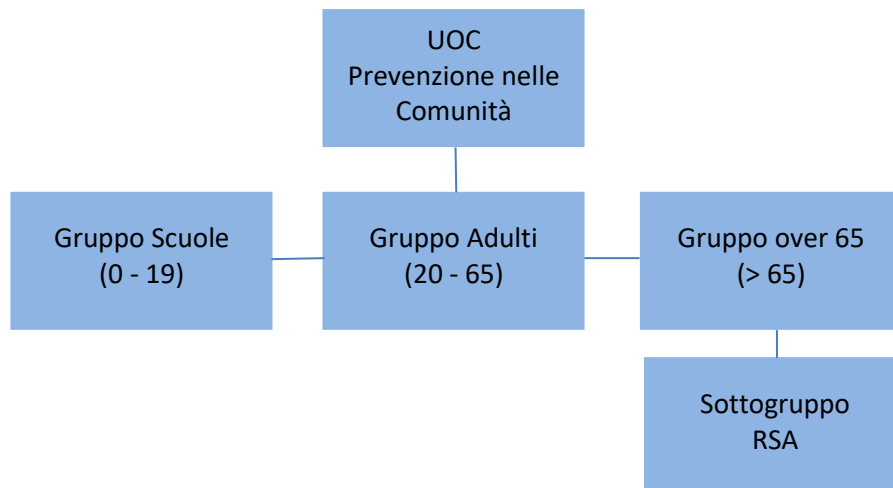 UOC
Prevenzione nelle
Comunità
Gruppo Scuole
(0 - 19)
Gruppo Adulti
(20 - 65)
Gruppo over 65
(> 65)
Sottogruppo
RSA